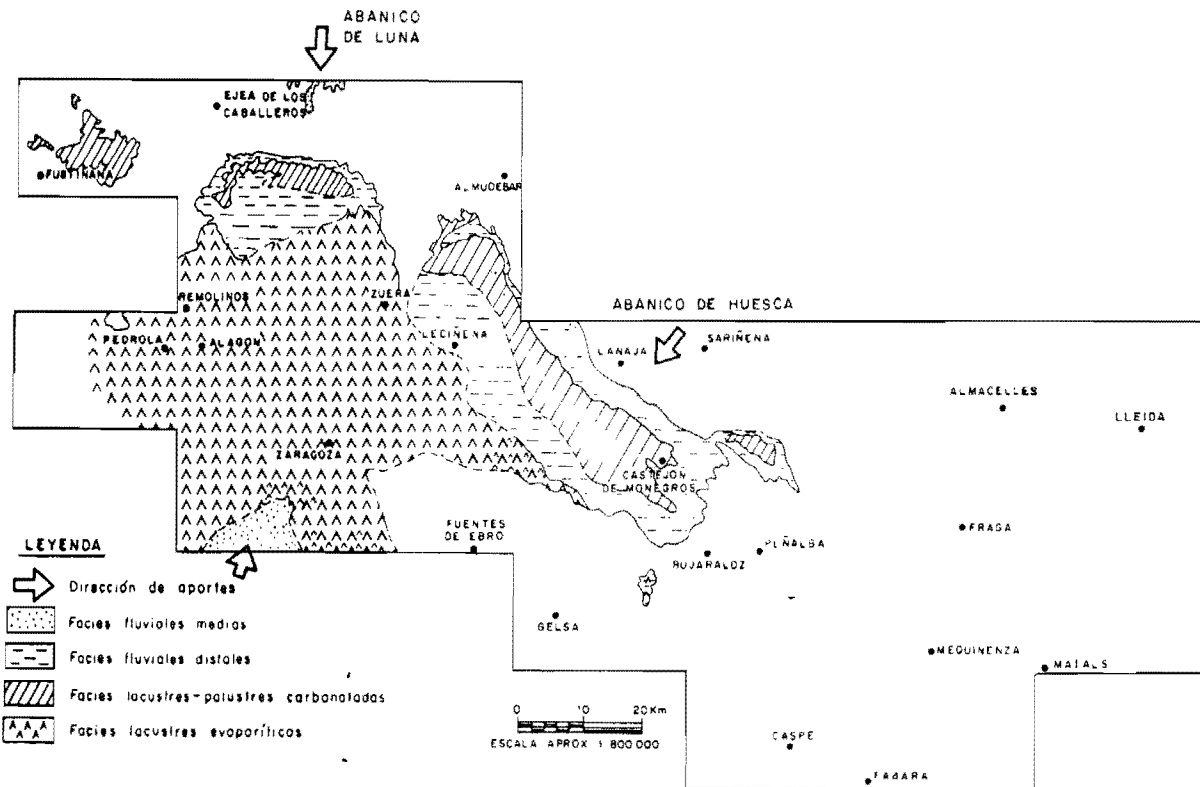 ABANICO
DE LUNA
EJEA DE LOS
CABALLEROS
FUSTIÑANA
ALMUDEBAR
REMOLINOS
ZUERA
ABANICO DE HUESCA
PEDROLA
ALAGON
LECIÑENA
LANAJA
SARIÑENA
ALMACELLES
LLEIDA
ZARAGOZA
CASTEJON
DE MONEGROS
FUENTES
DE EBRO
FRAGA
PEÑALBA
BUJARALOZ
LEYENDA
Dirección de aportes
Facies fluviales medias
Facies fluviales distales
Facies lacustres-palustres carbonatadas
Facies lacustres evaporíticas
GELSA
MEQUINENZA
MAIALS
0 10 20Km
ESCALA APROX 1:800.000
CASPE
FABARA